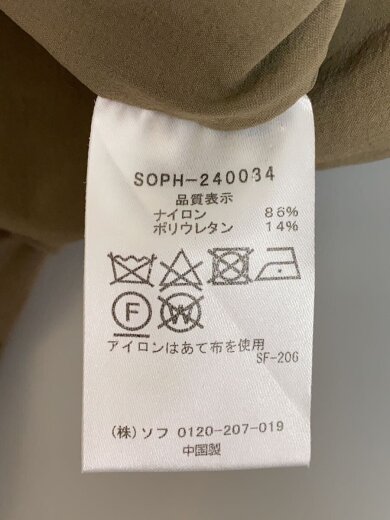 SOPH-240034
品質表示
ナイロン 86%
ポリウレタン 14%
F W
アイロンはあて布を使用
SF-206
(株)ソフ 0120-207-019
中国製